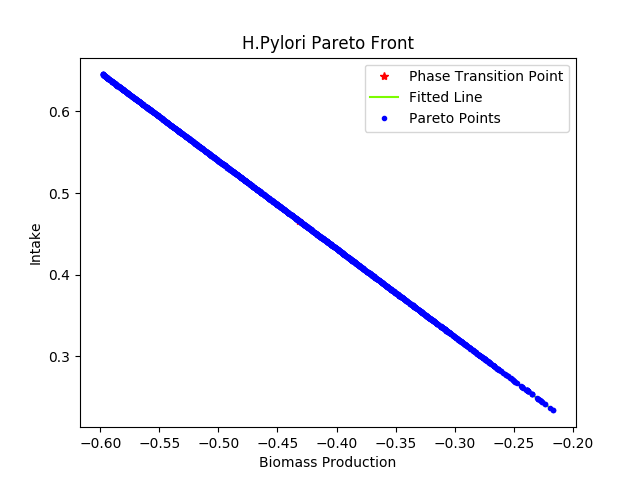 H.Pylori Pareto Front
Phase Transition Point
Fitted Line
Pareto Points
Intake
0.6
0.5
0.4
0.3
−0.60 −0.55 −0.50 −0.45 −0.40 −0.35 −0.30 −0.25 −0.20
Biomass Production